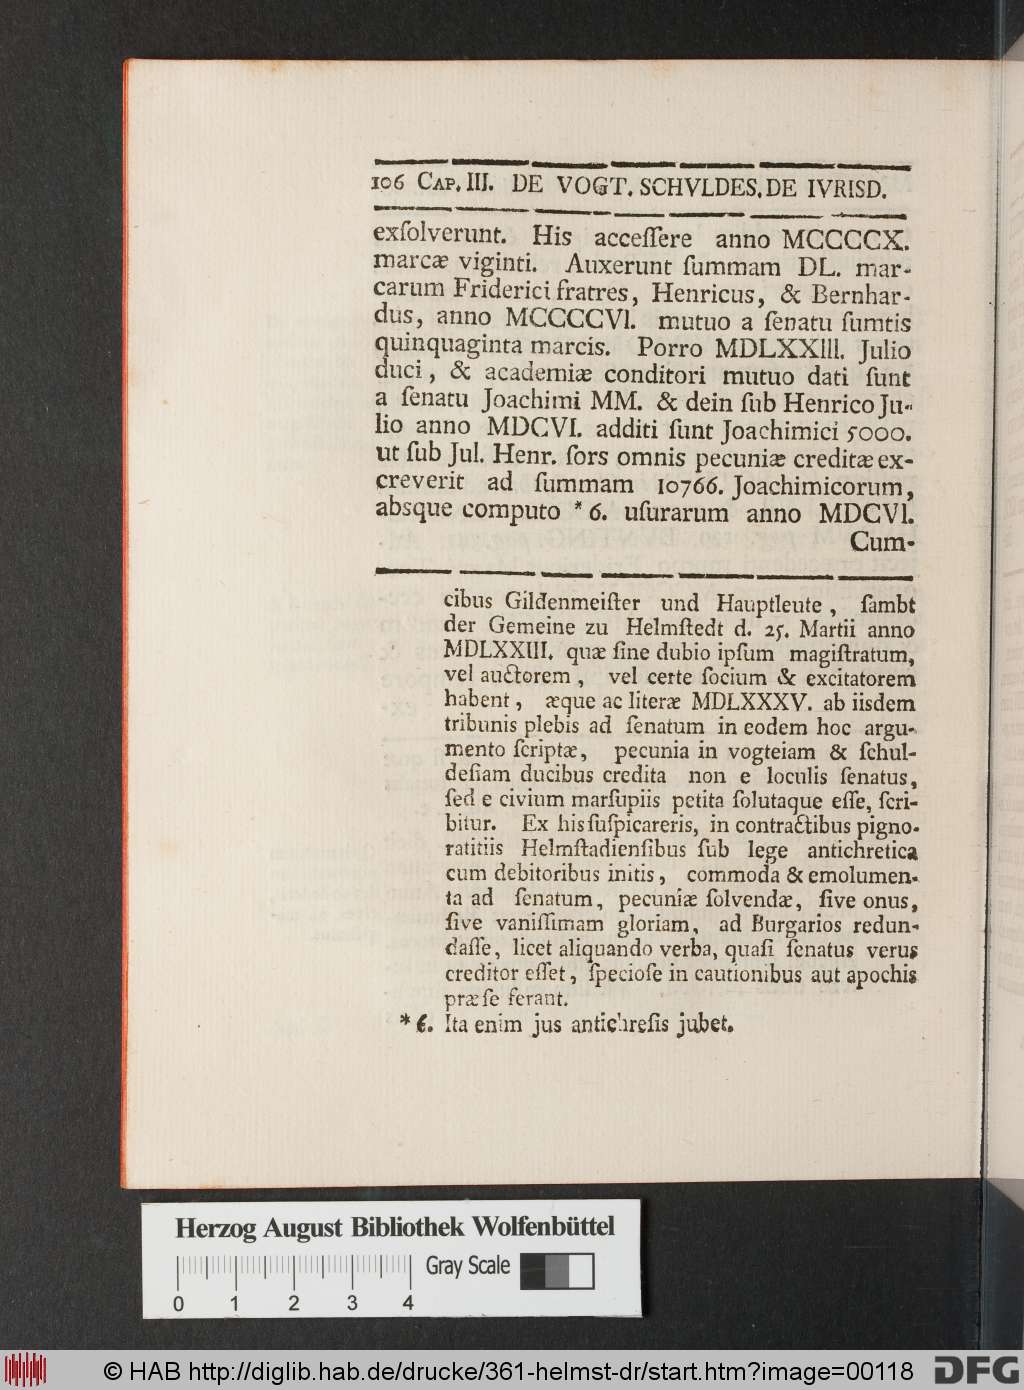 106 CAP. III. DE VOGT. SCHVLDES. DE IVRISD.
exſolverunt. His acceſſere anno MCCCCX.
marcæ viginti. Auxerunt ſummam DL. mar-
carum Friderici fratres, Henricus, & Bernhar-
dus, anno MCCCCVI. mutuo a ſenatu ſumtis
quinquaginta marcis. Porro MDLXXIII. Julio
duci, & academiæ conditori mutuo dati ſunt
a ſenatu Joachimi MM. & dein ſub Henrico Ju-
lio anno MDCVI. additi ſunt Joachimici 5000.
ut ſub Jul. Henr. ſors omnis pecuniæ creditæ ex-
creverit ad ſummam 10766. Joachimicorum,
absque computo *6. uſurarum anno MDCVI.
Cum-
cibus Gildenmeiſter und Hauptleute, ſambt
der Gemeine zu Helmſtedt d. 25. Martii anno
MDLXXIII. quæ ſine dubio ipſum magiſtratum,
vel auctorem, vel certe ſocium & excitatorem
habent, æque ac literæ MDLXXXV. ab iisdem
tribunis plebis ad ſenatum in eodem hoc argu-
mento ſcriptæ, pecunia in vogteiam & ſchul-
deſiam ducibus credita non e loculis ſenatus,
ſed e civium marſupiis petita ſolutaque eſſe, ſcri-
bitur. Ex his ſuſpicareris, in contractibus pigno-
ratitiis Helmſtadienſibus ſub lege antichretica
cum debitoribus initis, commoda & emolumen-
ta ad ſenatum, pecuniæ ſolvendæ, ſive onus,
ſive vaniſſimam gloriam, ad Burgarios redun-
daſſe, licet aliquando verba, quaſi ſenatus verus
creditor eſſet, ſpecioſe in cautionibus aut apochis
præ ſe ferant.
*6. Ita enim jus antichreſis jubet.
Herzog August Bibliothek Wolfenbüttel
Gray Scale
0 1 2 3 4
© HAB http://diglib.hab.de/drucke/361-helmst-dr/start.htm?image=00118
DFG